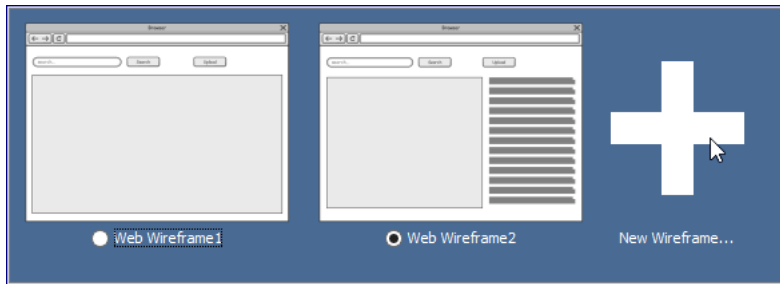 Browser
search..
Search
Upload
Browser
search..
Search
Upload
Web Wireframe1
Web Wireframe2
New Wireframe...